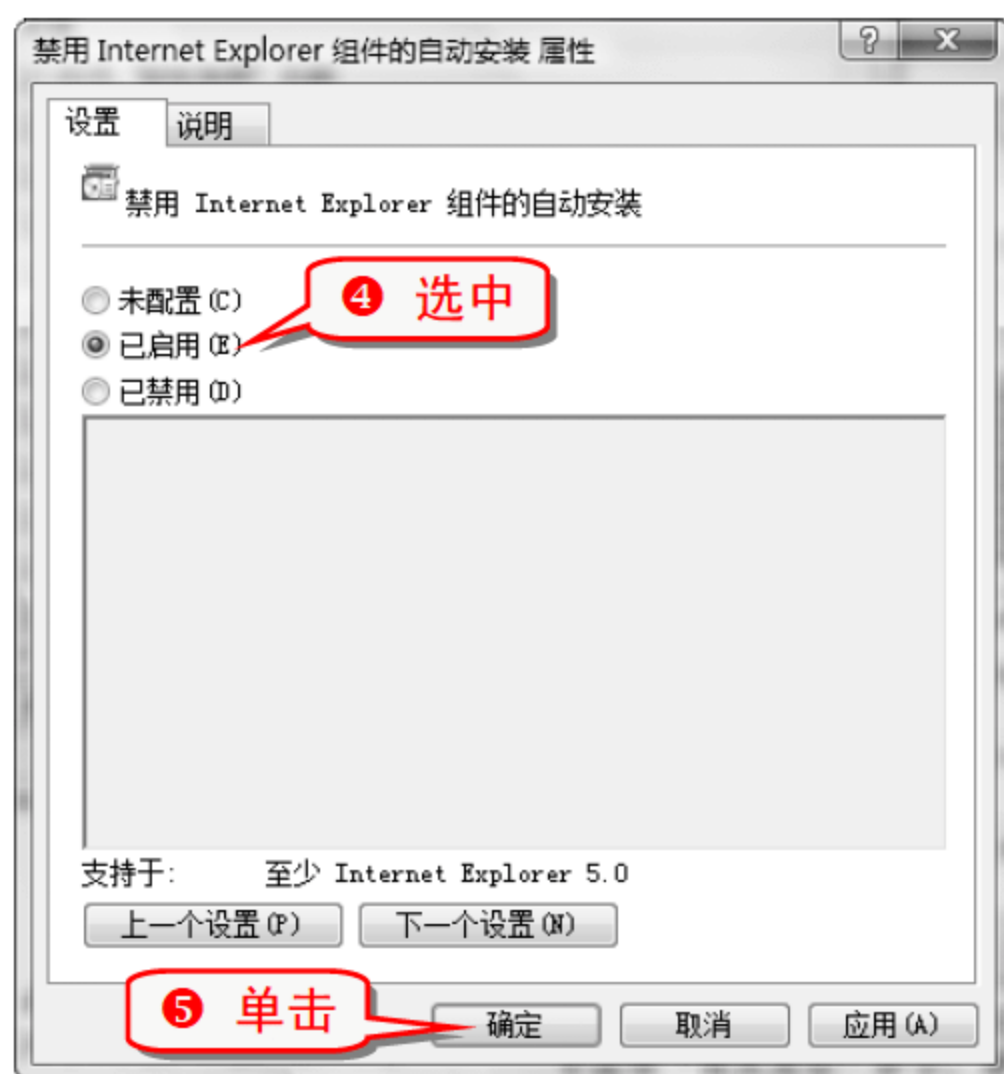 禁用 Internet Explorer 组件的自动安装 属性
? X
设置 说明
禁用 Internet Explorer 组件的自动安装
未配置(C)
❹ 选中
已启用(E)
已禁用(D)
支持于: 至少 Internet Explorer 5.0
上一个设置(P) 下一个设置(N)
❺ 单击
确定 取消 应用(A)